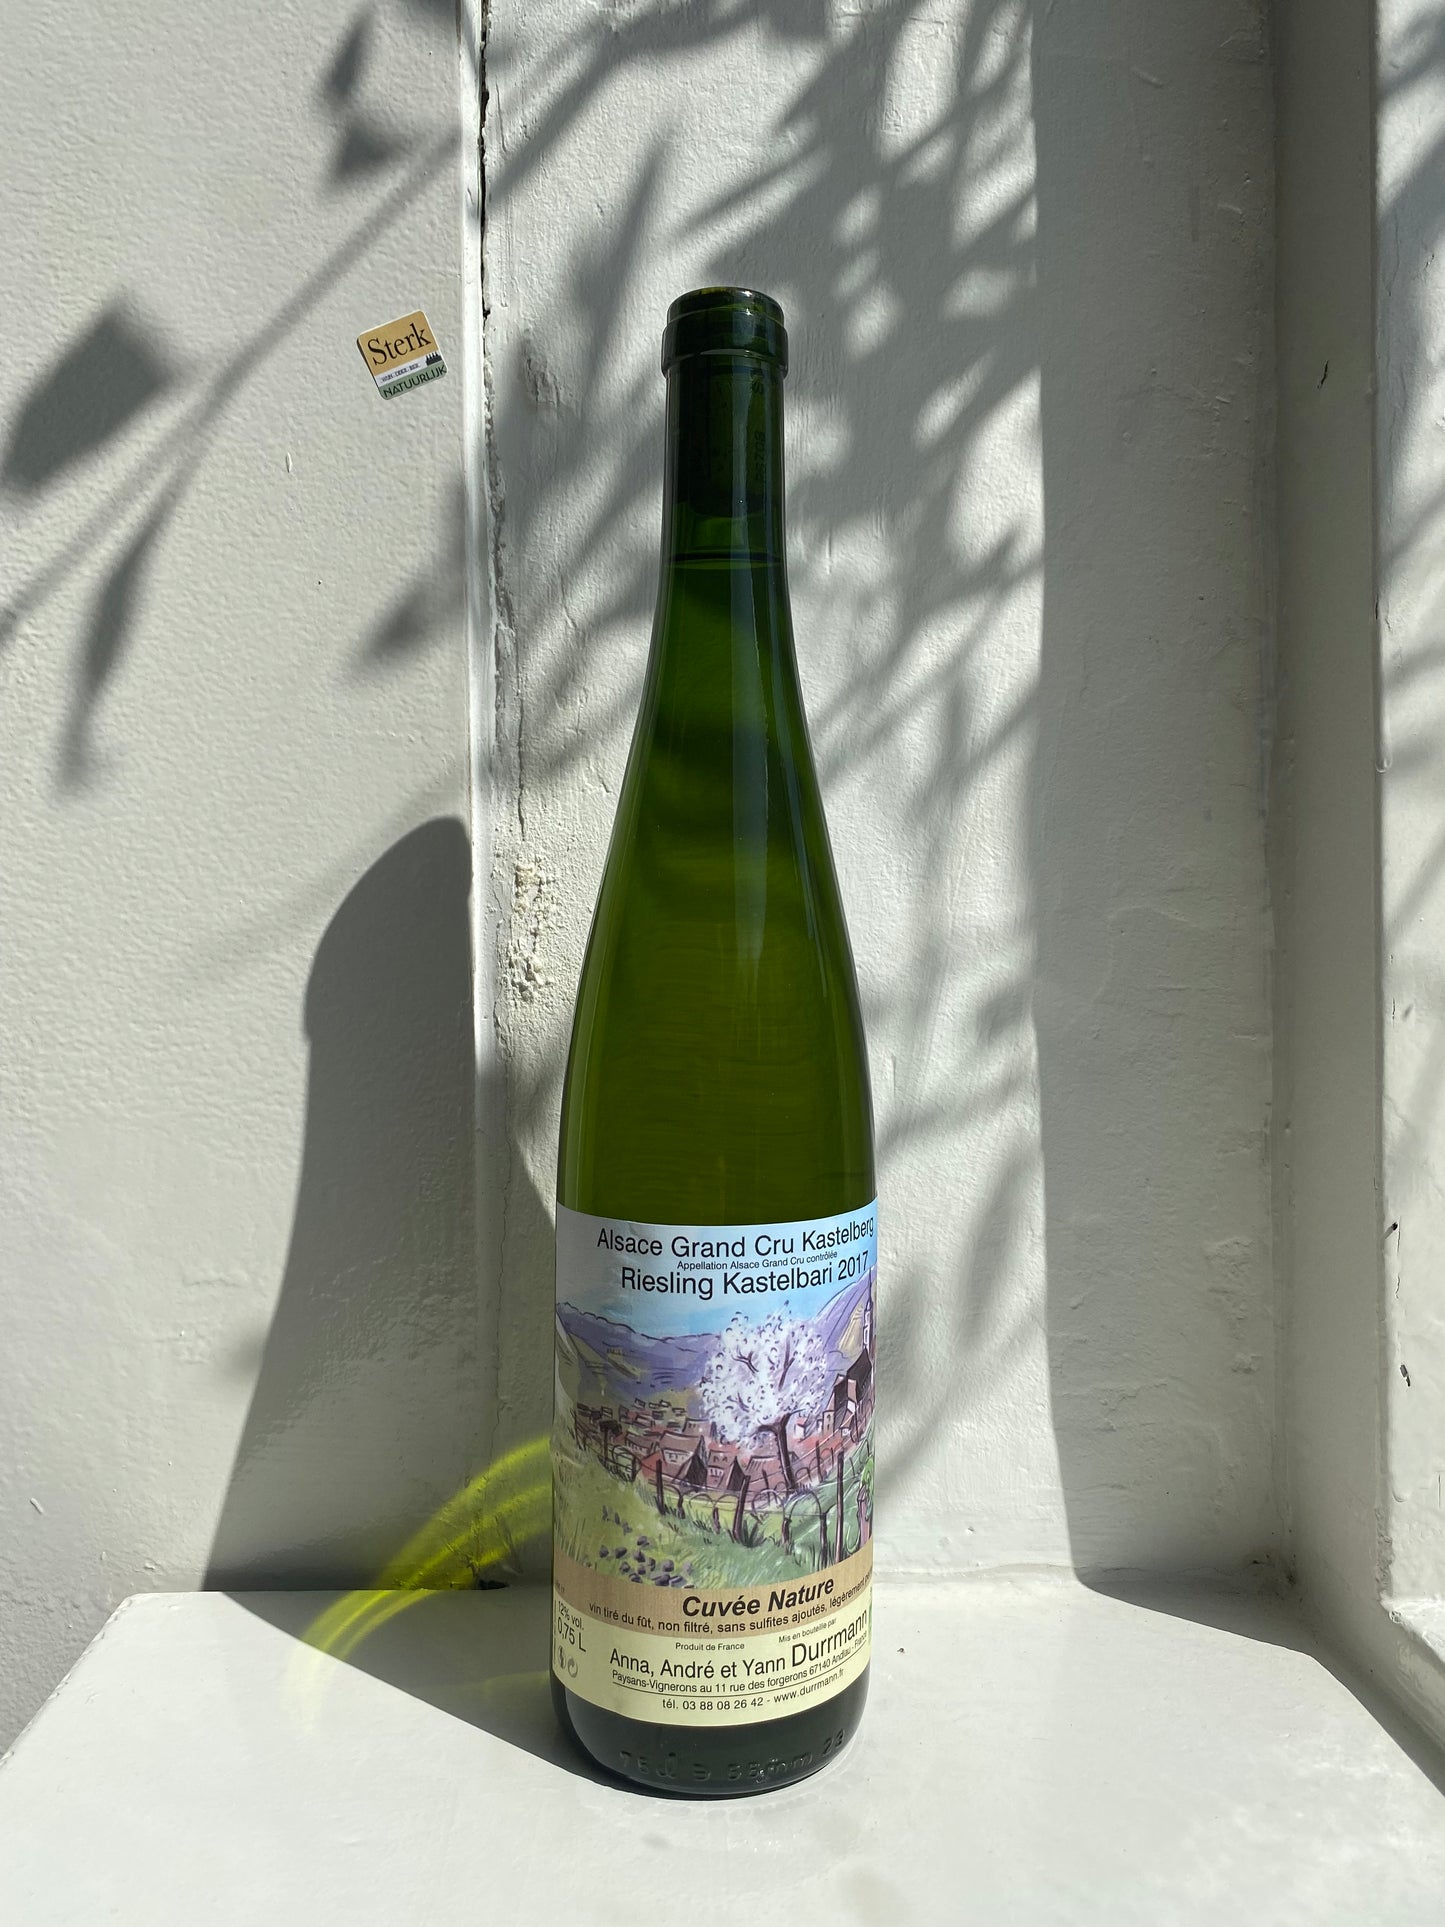 Sterk
NATUURLIJK
Alsace Grand Cru Kastelberg
Appellation Alsace Grand Cru contrôlée
Riesling Kastelbari 2017
Cuvée Nature
vin tiré du fût, non filtré, sans sulfites ajoutés, légèrement
12% vol.
0,75 L
Produit de France
Mis en bouteille par
Anna, André et Yann Durrmann
Paysans-Vignerons au 11 rue des forgerons 67140 Andlau - France
tél. 03 88 08 26 42 - www.durrmann.fr